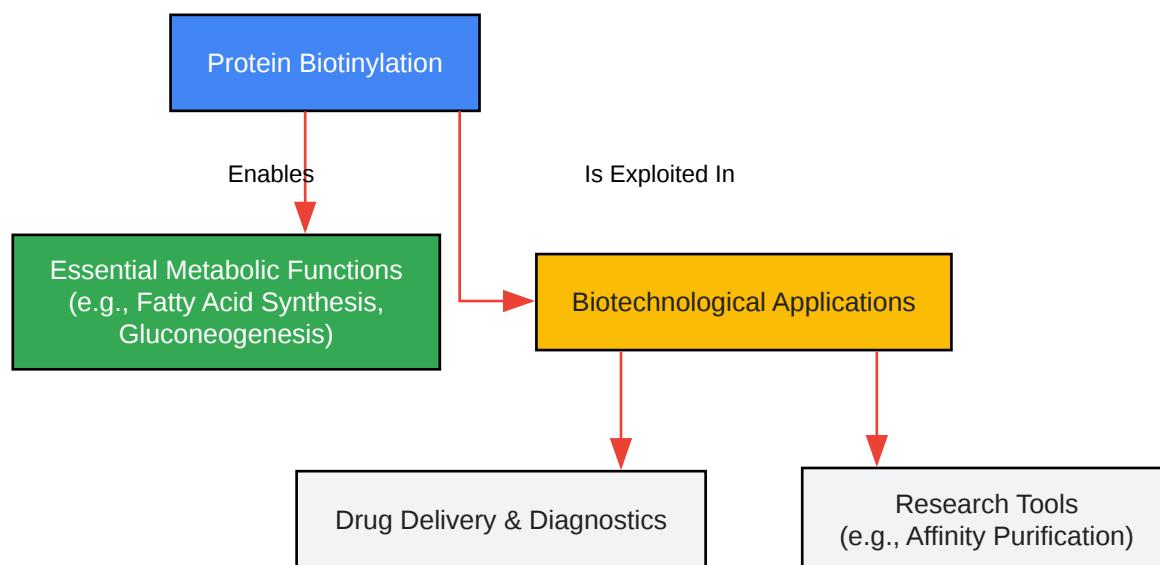 Protein Biotinylation
Enables
Is Exploited In
Essential Metabolic Functions
(e.g., Fatty Acid Synthesis,
Gluconeogenesis)
Biotechnological Applications
Drug Delivery & Diagnostics
Research Tools
(e.g., Affinity Purification)